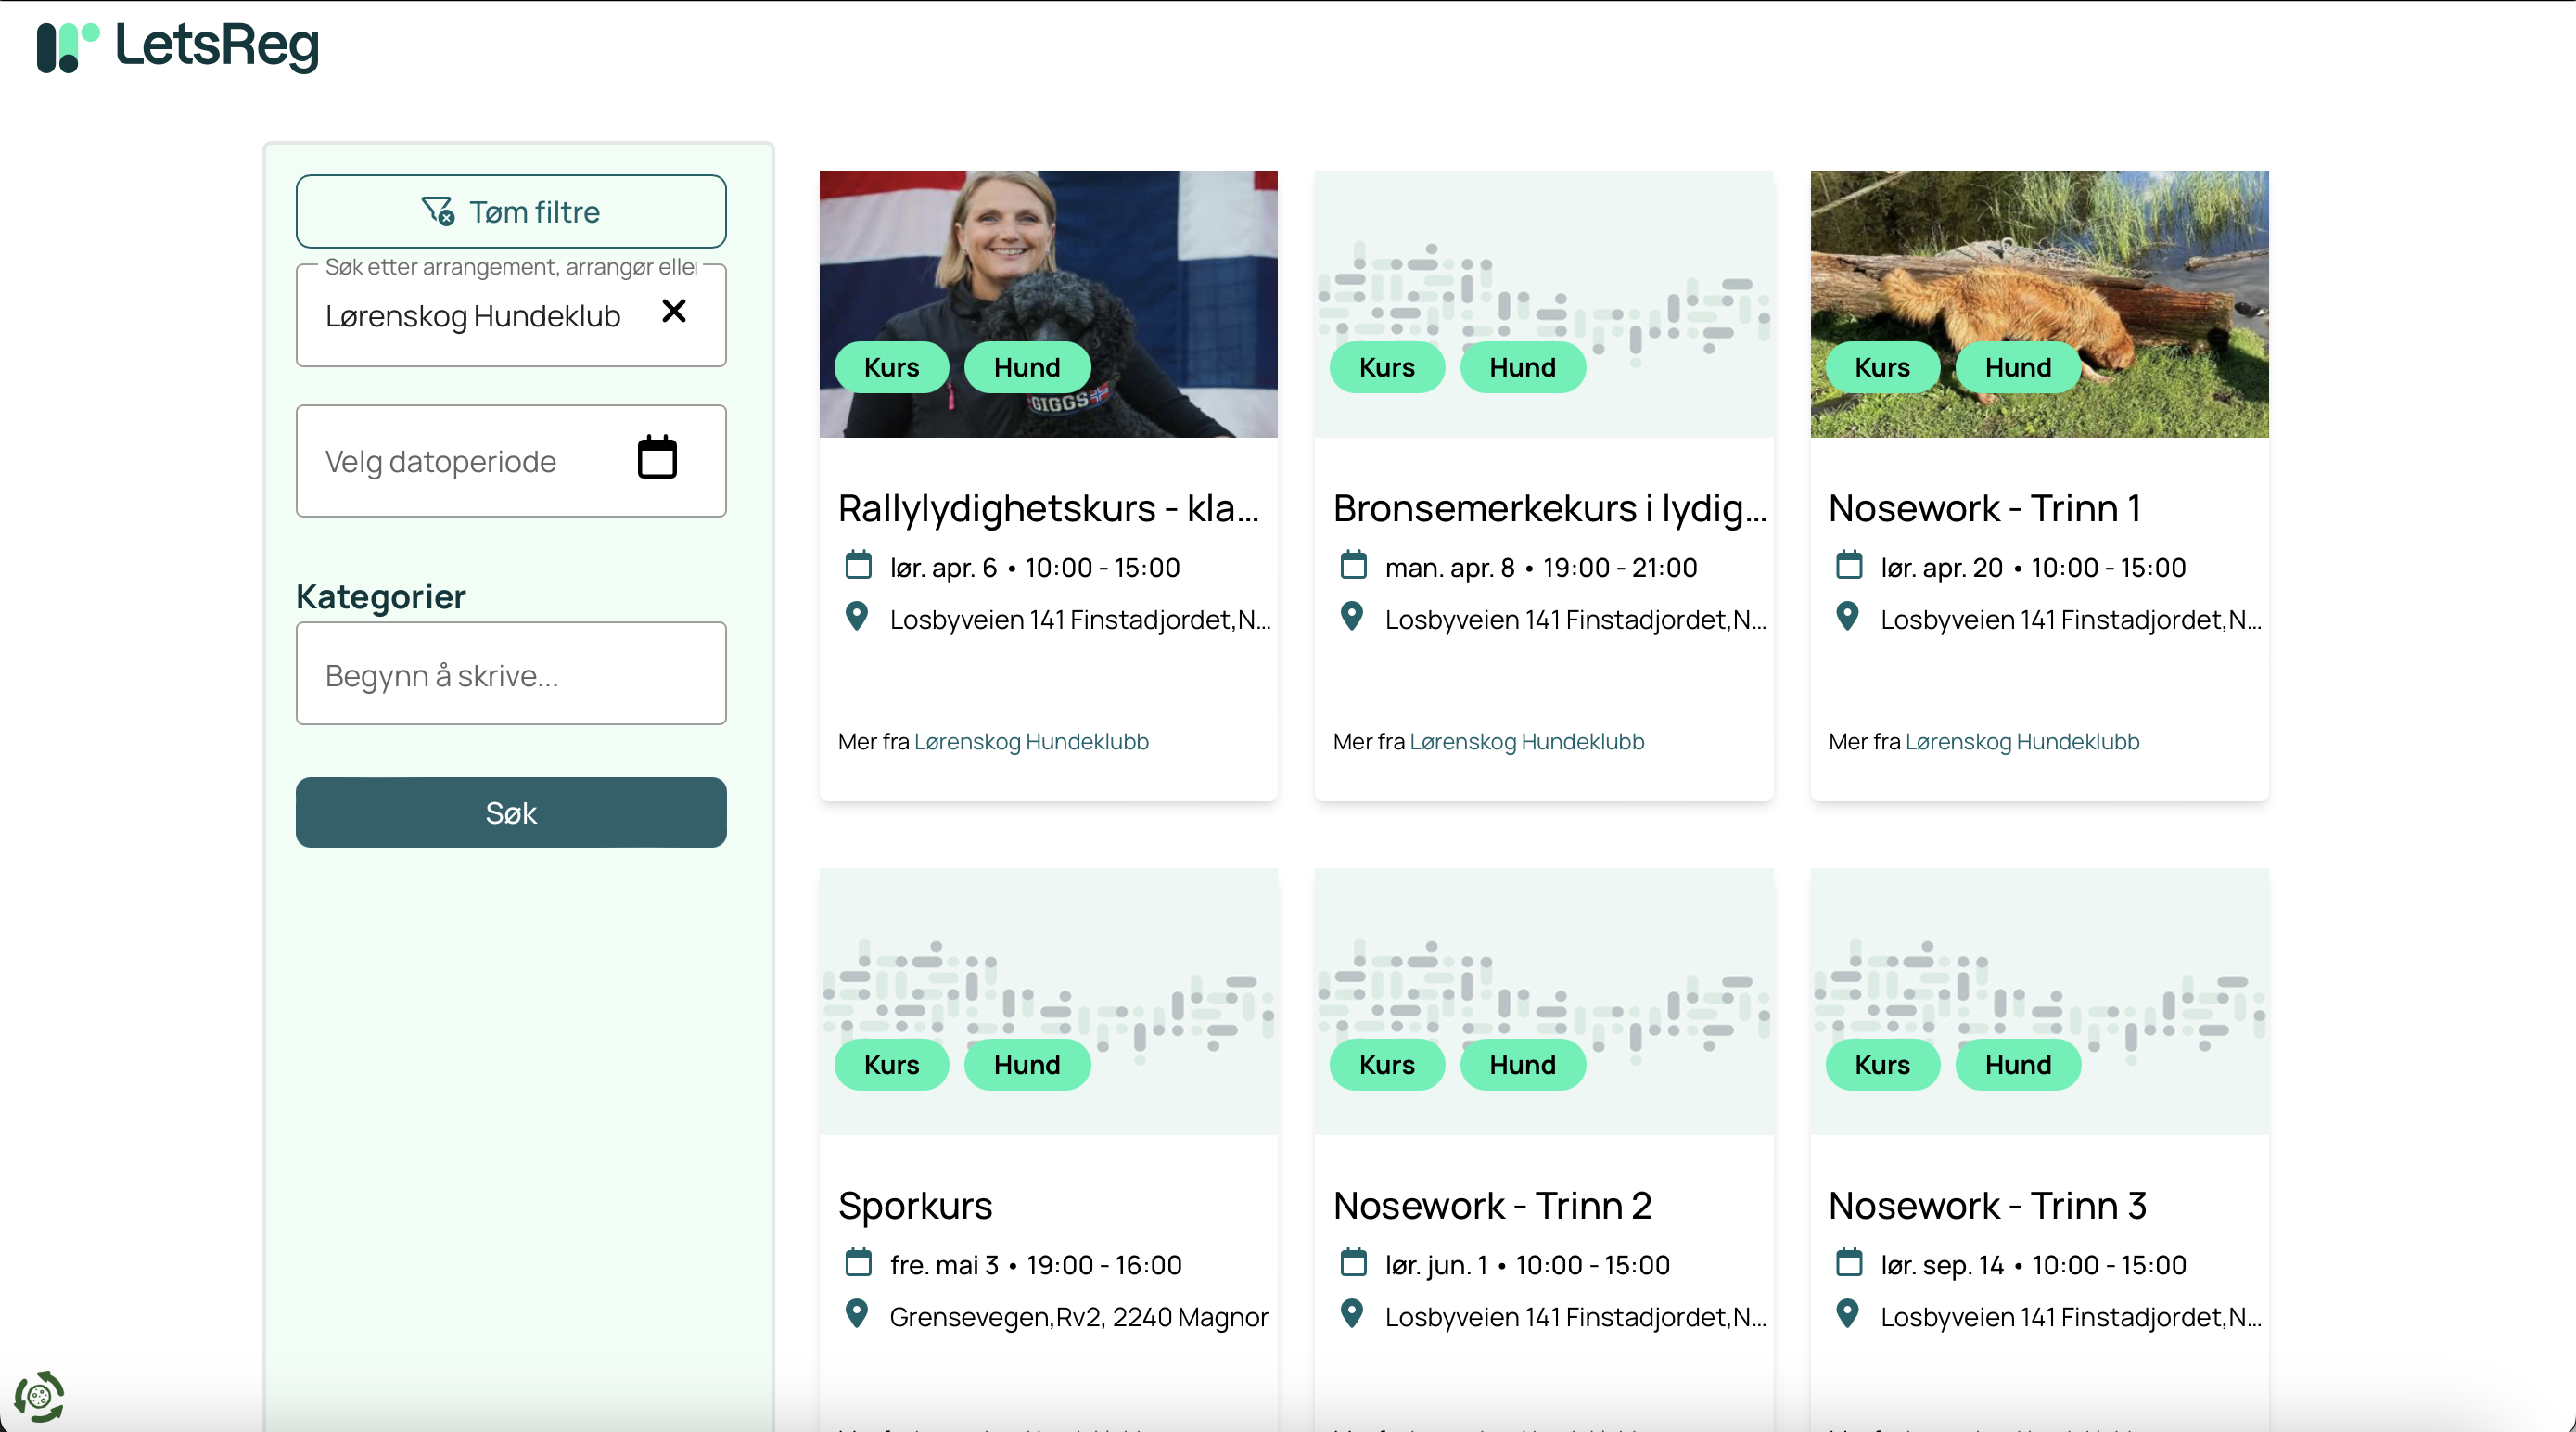 LetsReg
Tøm filtre
Søk etter arrangement, arrangør elle
Lørenskog Hundeklub
Velg datoperiode
Kategorier
Begynn å skrive...
Søk
GIGGS
Kurs Hund
Rallylydighetskurs - kla...
lør. apr. 6 • 10:00 - 15:00
Losbyveien 141 Finstadjordet,N...
Mer fra Lørenskog Hundeklubb
Kurs Hund
Bronsemerkekurs i lydig...
man. apr. 8 • 19:00 - 21:00
Losbyveien 141 Finstadjordet,N...
Mer fra Lørenskog Hundeklubb
Kurs Hund
Nosework - Trinn 1
lør. apr. 20 • 10:00 - 15:00
Losbyveien 141 Finstadjordet,N...
Mer fra Lørenskog Hundeklubb
Kurs Hund
Sporkurs
fre. mai 3 • 19:00 - 16:00
Grensevegen,Rv2, 2240 Magnor
Kurs Hund
Nosework - Trinn 2
lør. jun. 1 • 10:00 - 15:00
Losbyveien 141 Finstadjordet,N...
Kurs Hund
Nosework - Trinn 3
lør. sep. 14 • 10:00 - 15:00
Losbyveien 141 Finstadjordet,N...